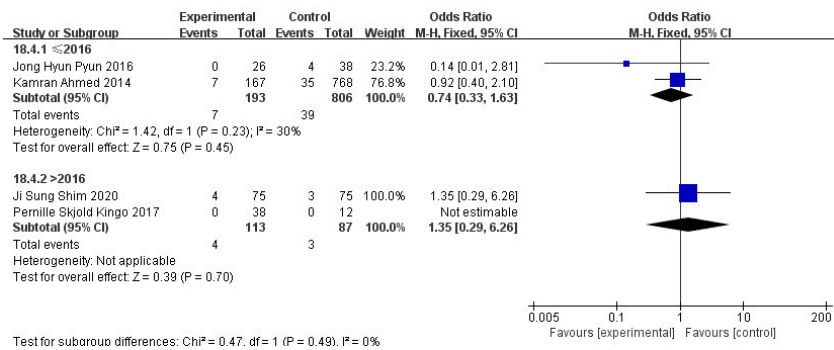 Experimental Control Odds Ratio Odds Ratio
Study or Subgroup Events Total Events Total Weight M-H, Fixed, 95% CI M-H, Fixed, 95% CI
18.4.1 ≤2016
Jong Hyun Pyun 2016 0 26 4 38 23.2% 0.14 [0.01, 2.81]
Kamran Ahmed 2014 7 167 35 768 76.8% 0.92 [0.40, 2.10]
Subtotal (95% CI) 193 806 100.0% 0.74 [0.33, 1.63]
Total events 7 39
Heterogeneity: Chi² = 1.42, df = 1 (P = 0.23); I² = 30%
Test for overall effect: Z = 0.75 (P = 0.45)
18.4.2 >2016
Ji Sung Shim 2020 4 75 3 75 100.0% 1.35 [0.29, 6.26]
Pernille Skjold Kingo 2017 0 38 0 12 Not estimable
Subtotal (95% CI) 113 87 100.0% 1.35 [0.29, 6.26]
Total events 4 3
Heterogeneity: Not applicable
Test for overall effect: Z = 0.39 (P = 0.70)
0.005 0.1 1 10 200
Favours [experimental] Favours [control]
Test for subgroup differences: Chi² = 0.47, df = 1 (P = 0.49), I² = 0%